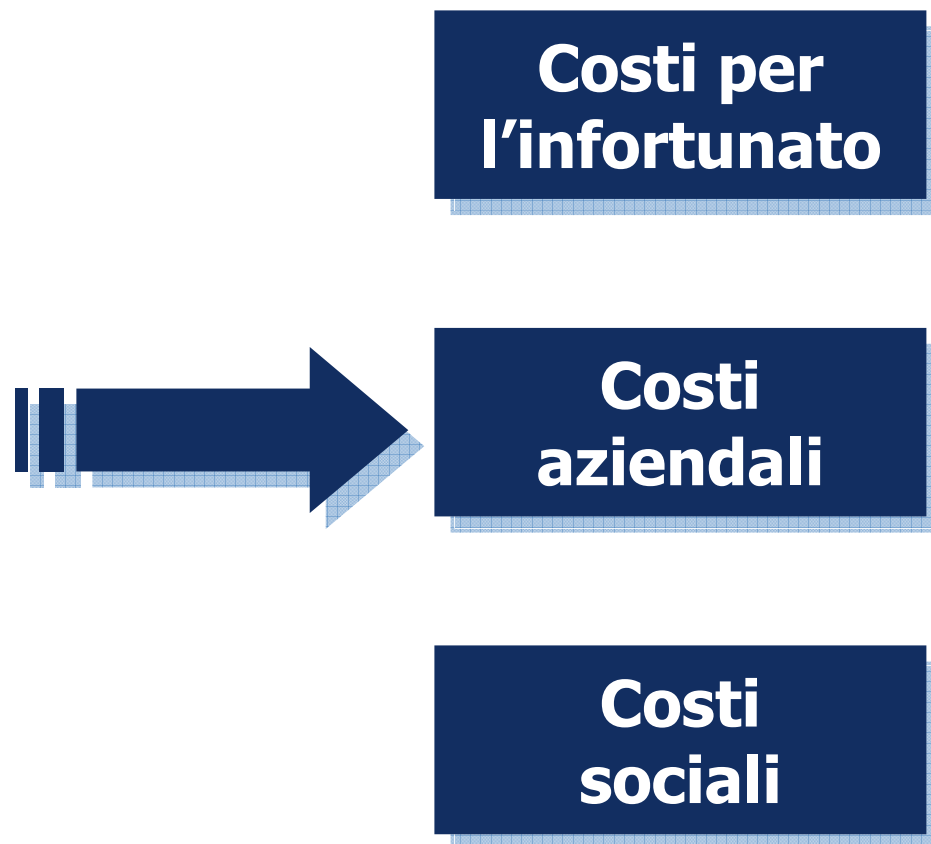 Costi per
l’infortunato
Costi
aziendali
Costi
sociali